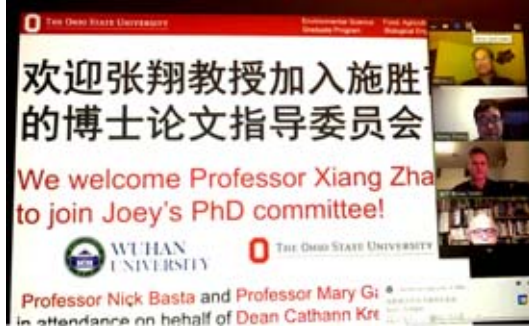 THE OHIO STATE UNIVERSITY
Environmental Science
Graduate Program
欢迎张翔教授加入施胜
的博士论文指导委员会
We welcome Professor Xiang Zha
to join Joey's PhD committee!
WUHAN
UNIVERSITY
THE OHIO STATE UNIVERSITY
Professor Nick Basta and Professor Mary Ga
in attendance on behalf of Dean Cathann Kre